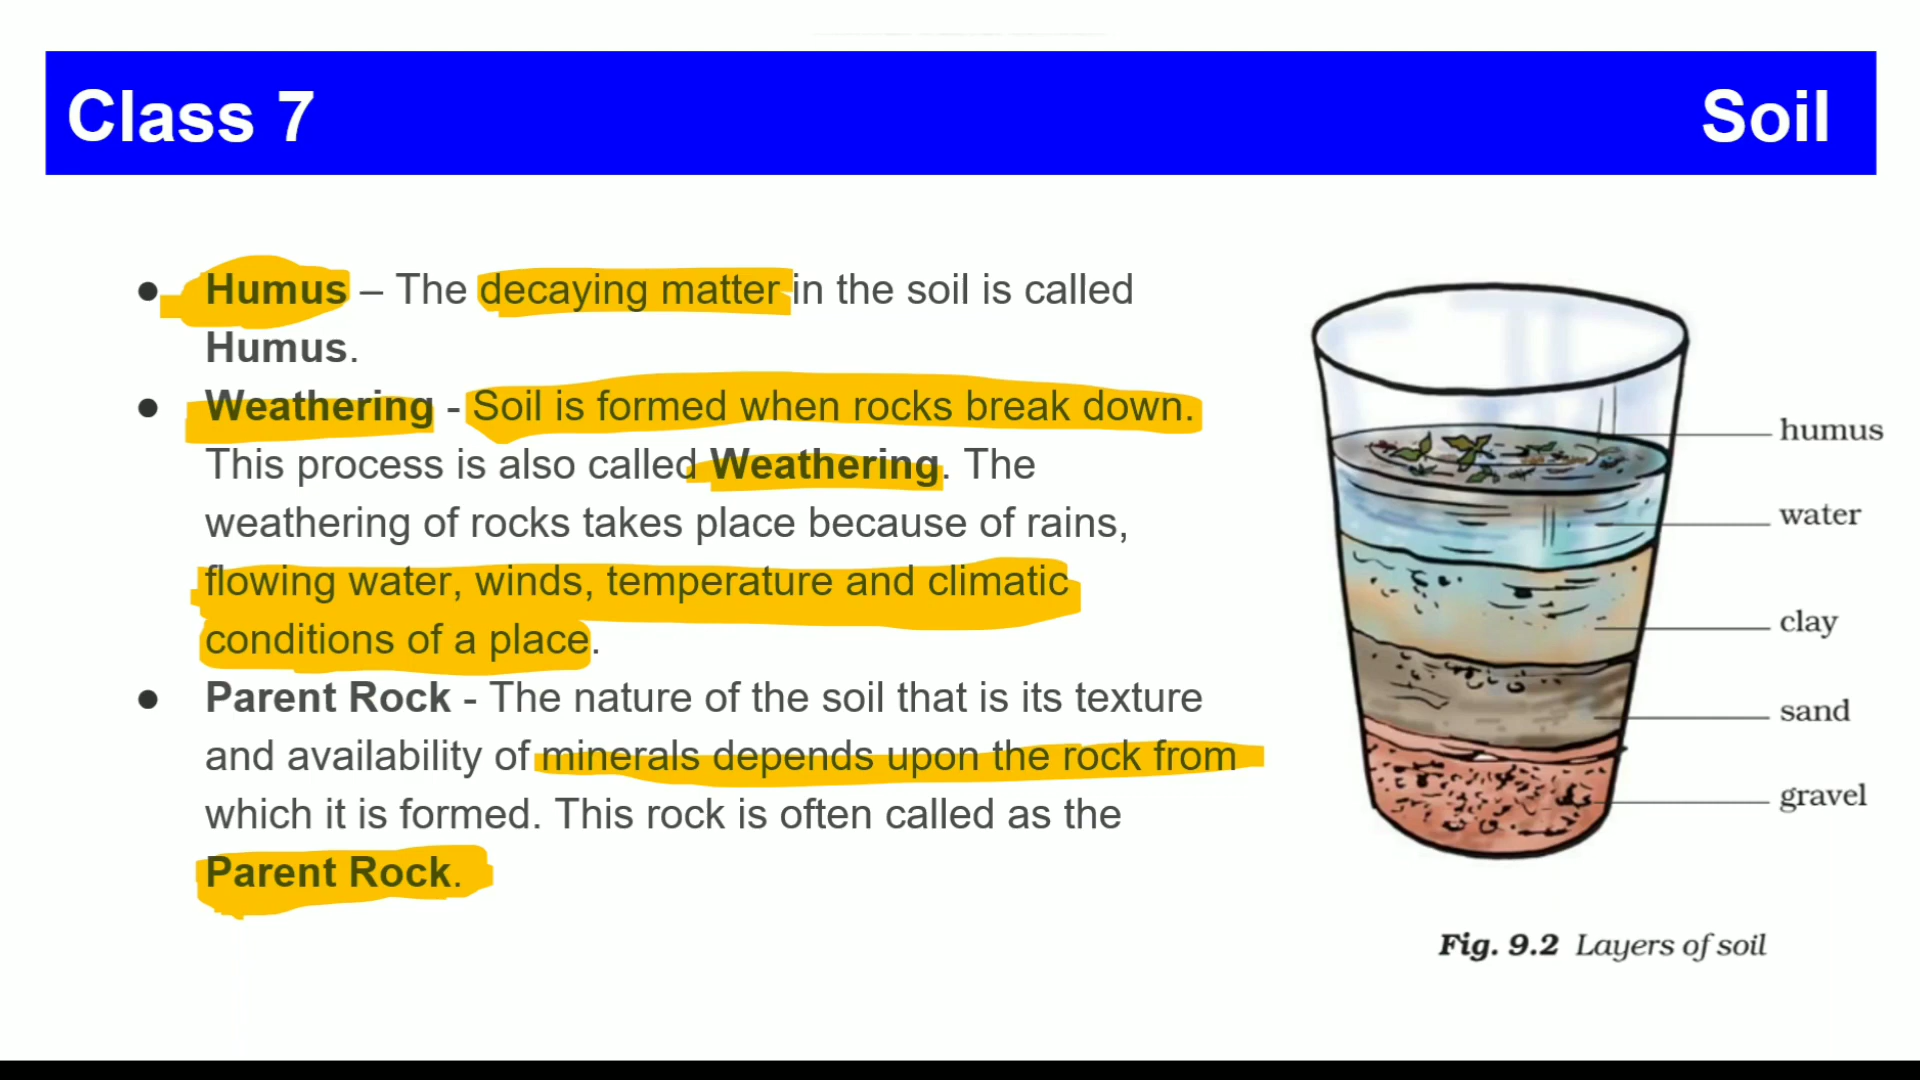 Class 7
Soil
● Humus – The decaying matter in the soil is called
Humus.
● Weathering - Soil is formed when rocks break down.
This process is also called Weathering. The
weathering of rocks takes place because of rains,
flowing water, winds, temperature and climatic
conditions of a place.
● Parent Rock - The nature of the soil that is its texture
and availability of minerals depends upon the rock from
which it is formed. This rock is often called as the
Parent Rock.
humus
water
clay
sand
gravel
Fig. 9.2 Layers of soil